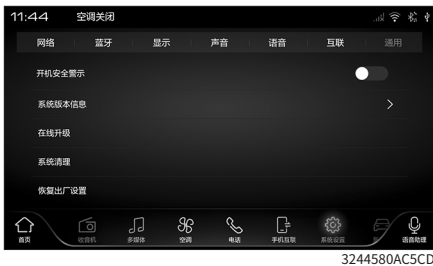 11:44 空调关闭
网络 蓝牙 显示 声音 语音 互联 通用
开机安全警示
系统版本信息
在线升级
系统清理
恢复出厂设置
首页 收音机 多媒体 空调 电话 手机互联 系统设置 语音助理
3244580AC5CD